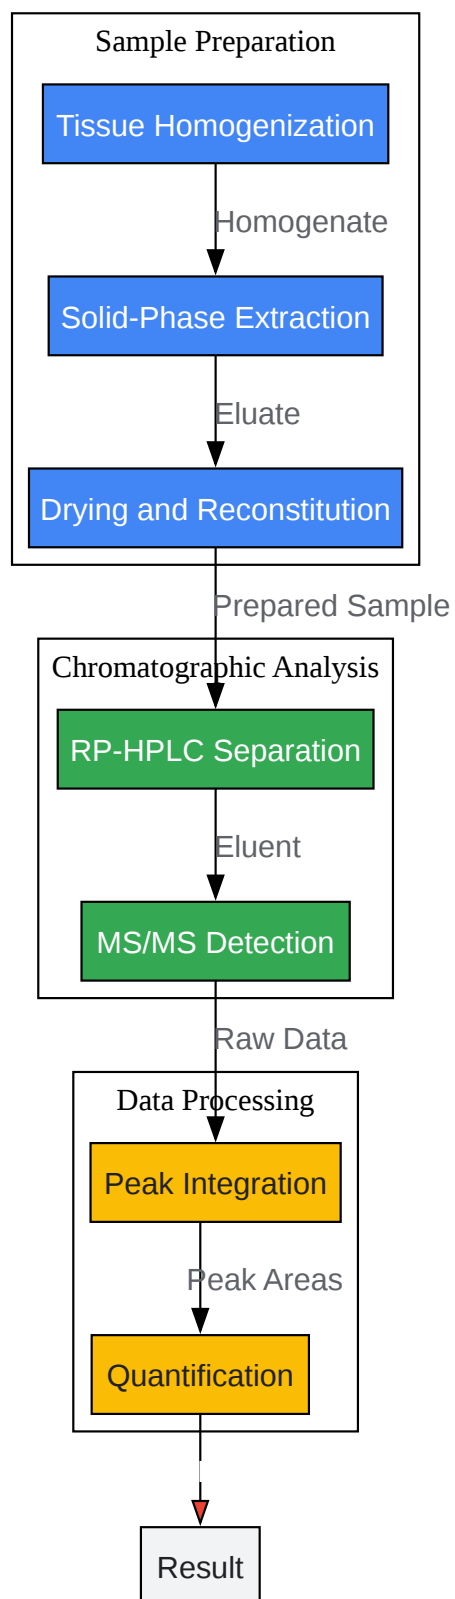 Sample Preparation
Tissue Homogenization
Homogenate
Solid-Phase Extraction
Eluate
Drying and Reconstitution
Prepared Sample
Chromatographic Analysis
RP-HPLC Separation
Eluent
MS/MS Detection
Raw Data
Data Processing
Peak Integration
Peak Areas
Quantification
Result